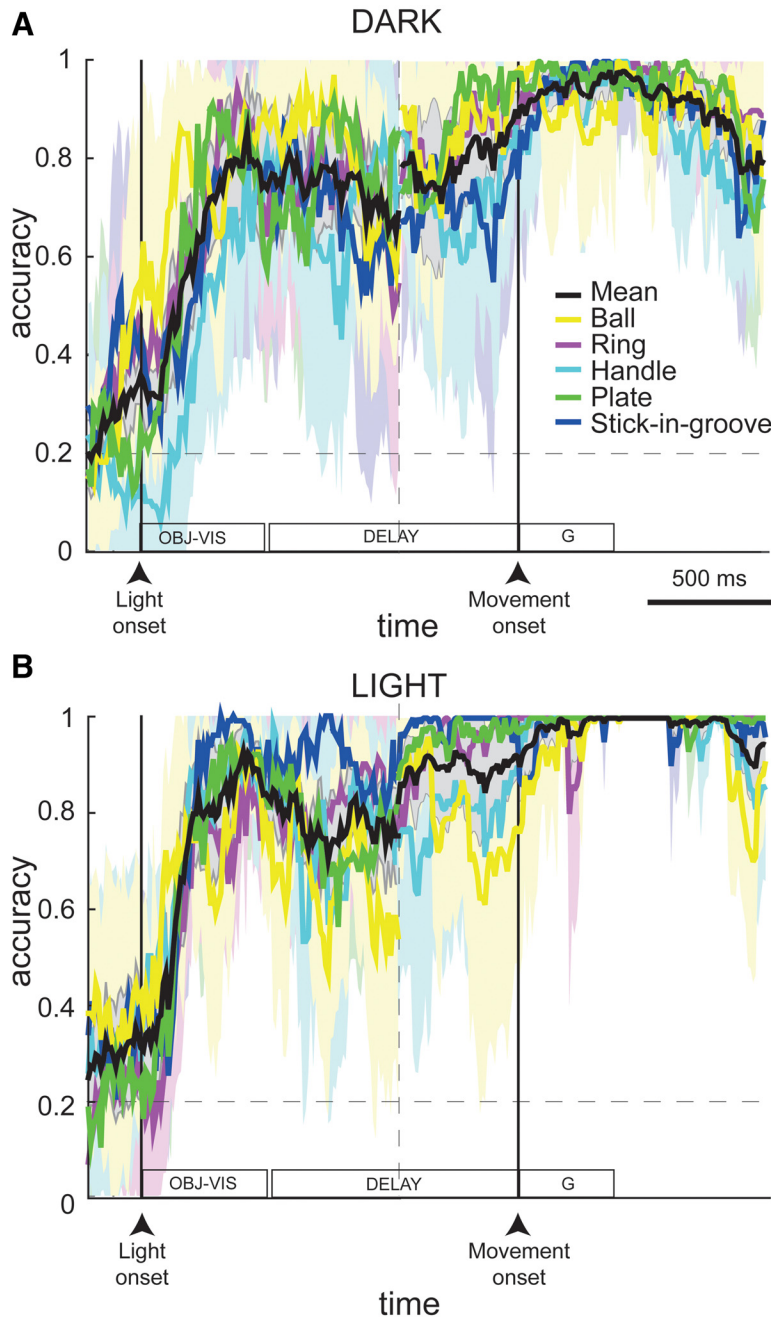 A
DARK
1
0.8
0.6
0.4
0.2
0
accuracy
Mean
Ball
Ring
Handle
Plate
Stick-in-groove
OBJ-VIS
DELAY
G
Light
onset
Movement
onset
500 ms
time
B
LIGHT
1
0.8
0.6
0.4
0.2
0
accuracy
OBJ-VIS
DELAY
G
Light
onset
Movement
onset
time